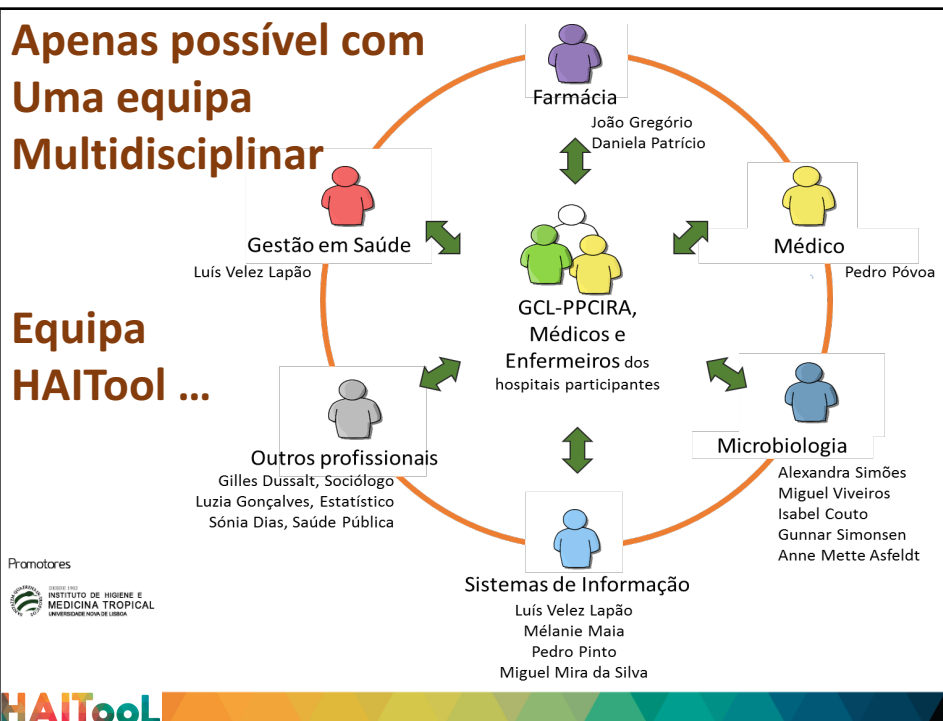 Apenas possível com
Uma equipa
Multidisciplinar
Farmácia
João Gregório
Daniela Patrício
Gestão em Saúde
Luís Velez Lapão
Médico
Pedro Póvoa
GCL-PPCIRA,
Médicos e
Enfermeiros dos
hospitais participantes
Equipa
HAITool ...
Outros profissionais
Gilles Dussalt, Sociólogo
Luzia Gonçalves, Estatístico
Sónia Dias, Saúde Pública
Microbiologia
Alexandra Simões
Miguel Viveiros
Isabel Couto
Gunnar Simonsen
Anne Mette Asfeldt
Sistemas de Informação
Luís Velez Lapão
Mélanie Maia
Pedro Pinto
Miguel Mira da Silva
Promotores
DESDE 1902
INSTITUTO DE HIGIENE E
MEDICINA TROPICAL
UNIVERSIDADE NOVA DE LISBOA
HAITooL